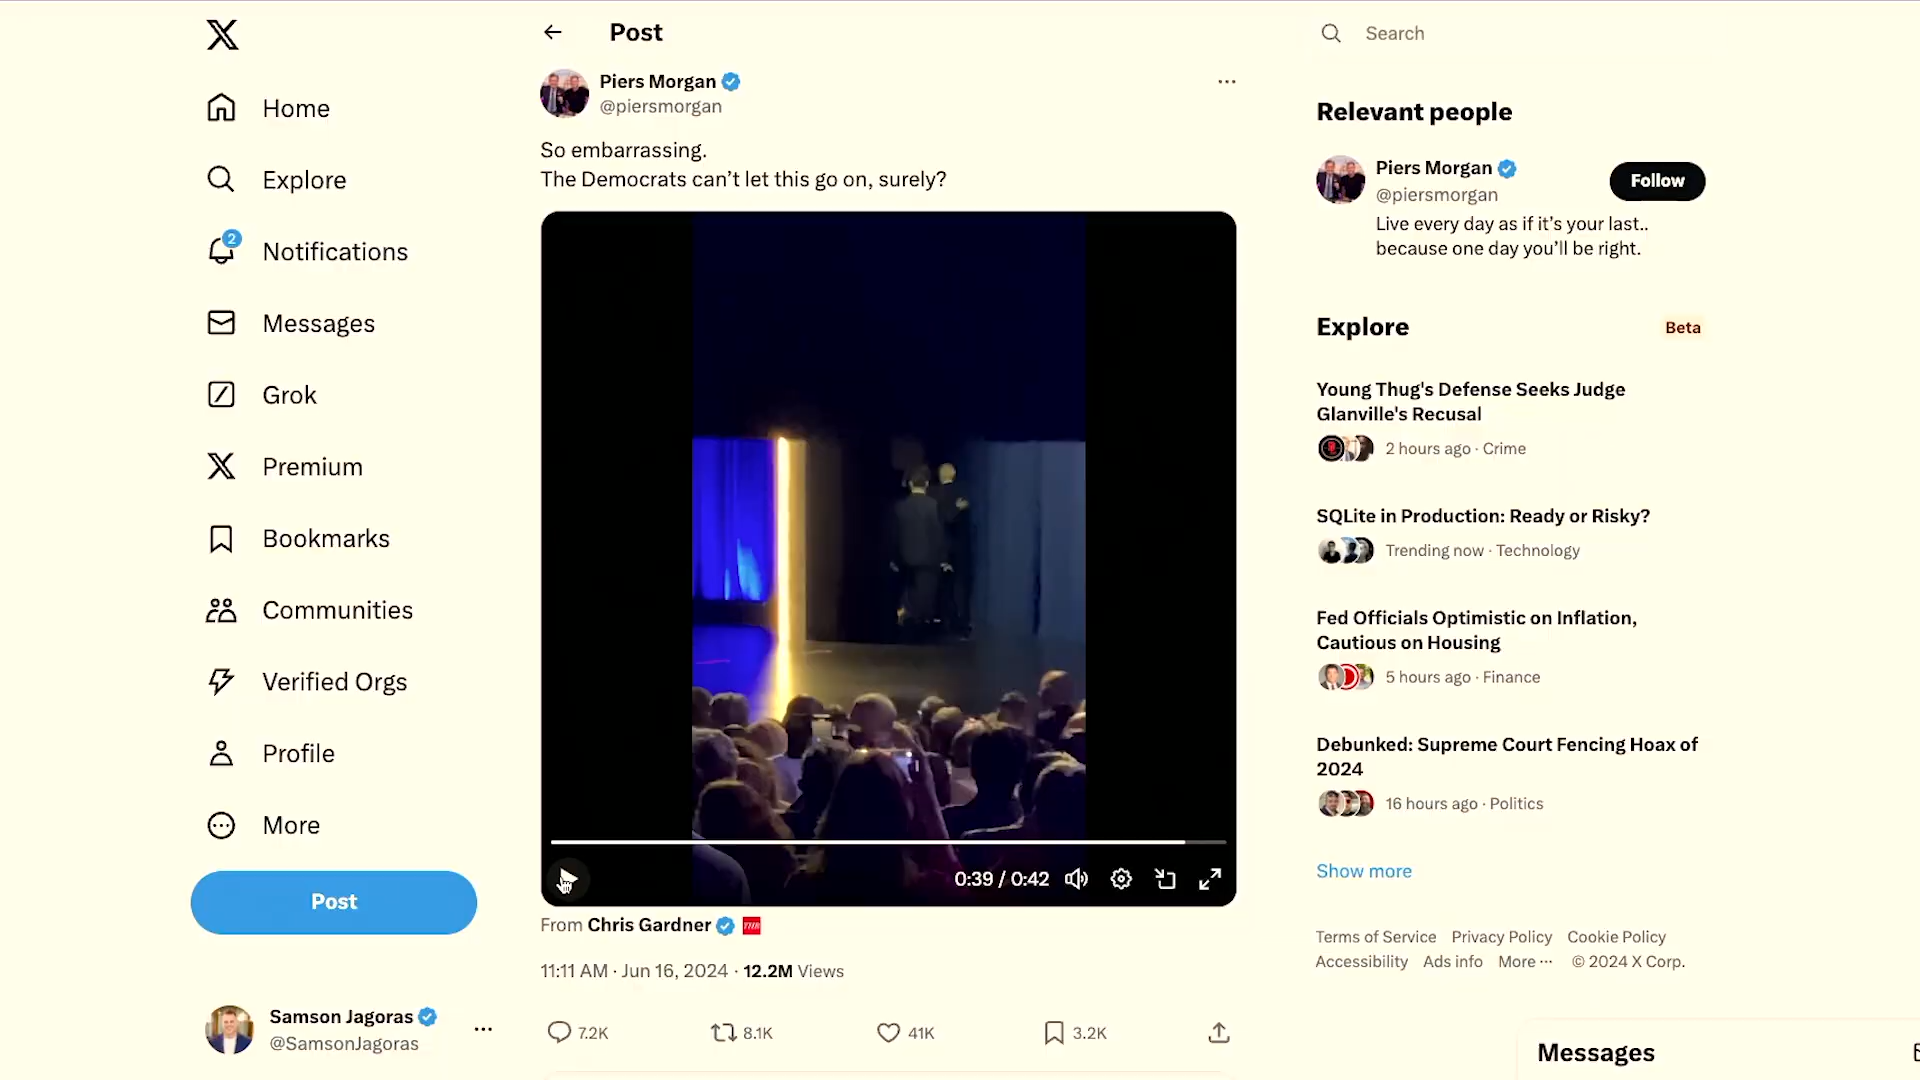 Home
Explore
2
Notifications
Messages
Grok
Premium
Bookmarks
Communities
Verified Orgs
Profile
More
Post
Samson Jagoras
@SamsonJagoras
Post
Piers Morgan
@piersmorgan
So embarrassing.
The Democrats can’t let this go on, surely?
0:39 / 0:42
From Chris Gardner
11:11 AM · Jun 16, 2024 · 12.2M Views
7.2K 8.1K 41K 3.2K
Search
Relevant people
Piers Morgan
@piersmorgan
Follow
Live every day as if it’s your last..
because one day you’ll be right.
Explore Beta
Young Thug's Defense Seeks Judge
Glanville's Recusal
2 hours ago · Crime
SQLite in Production: Ready or Risky?
Trending now · Technology
Fed Officials Optimistic on Inflation,
Cautious on Housing
5 hours ago · Finance
Debunked: Supreme Court Fencing Hoax of
2024
16 hours ago · Politics
Show more
Terms of Service Privacy Policy Cookie Policy
Accessibility Ads info More ··· © 2024 X Corp.
Messages